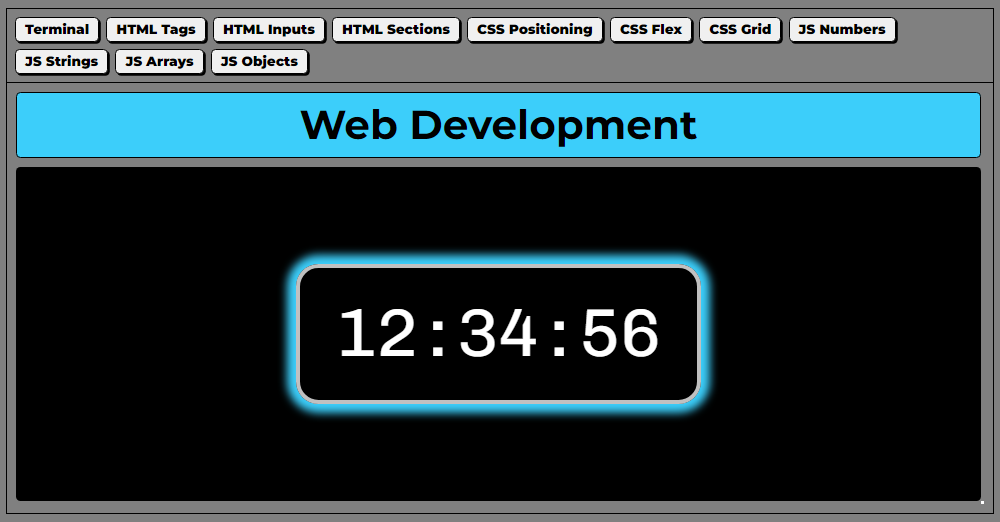 Terminal HTML Tags HTML Inputs HTML Sections CSS Positioning CSS Flex CSS Grid JS Numbers
JS Strings JS Arrays JS Objects
Web Development
12:34:56